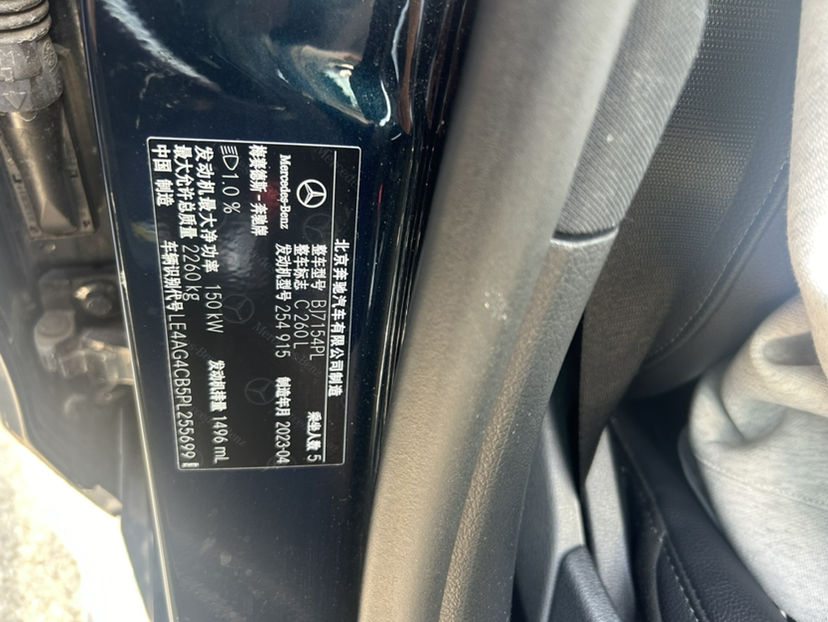 北京奔驰汽车有限公司制造
Mercedes-Benz
梅赛德斯-奔驰牌
整车型号 BJ7154PL
乘坐人数 5
整车标志 C 260 L
发动机型号 254 915
制造年月 2023-04
1.0 %
发动机最大净功率 150 kW
发动机排量 1496 mL
最大允许总质量 2260 kg
中国 制造
车辆识别代号 LE4AG4CB5PL255699